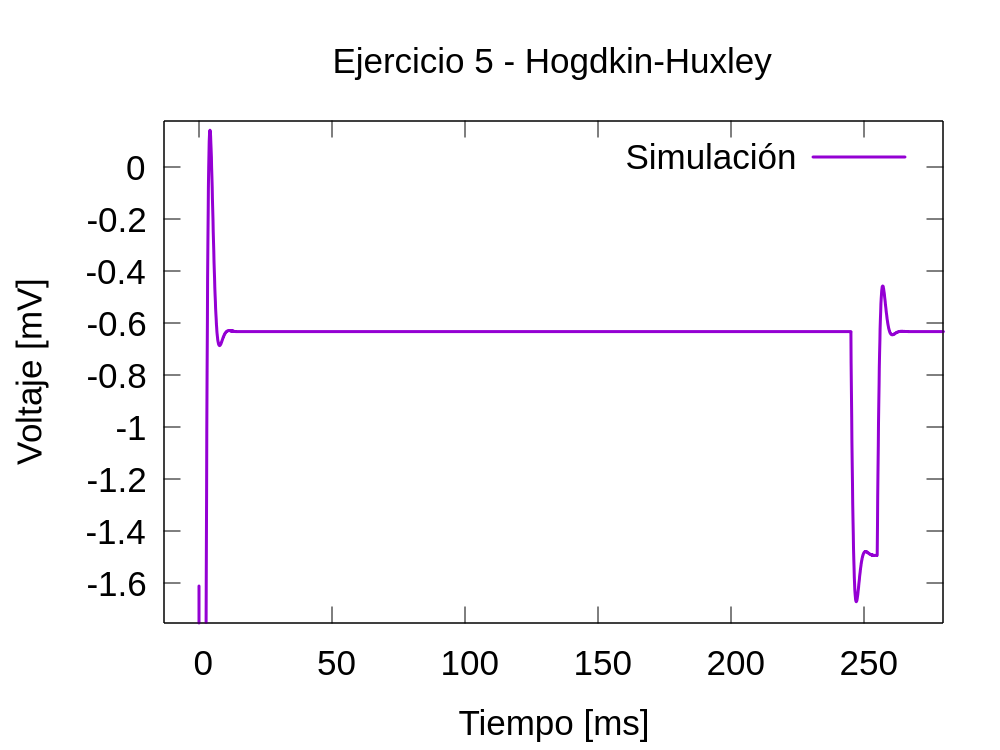 Ejercicio 5 - Hogdkin-Huxley
Simulación
0
-0.2
-0.4
-0.6
-0.8
-1
-1.2
-1.4
-1.6
Voltaje [mV]
0 50 100 150 200 250
Tiempo [ms]